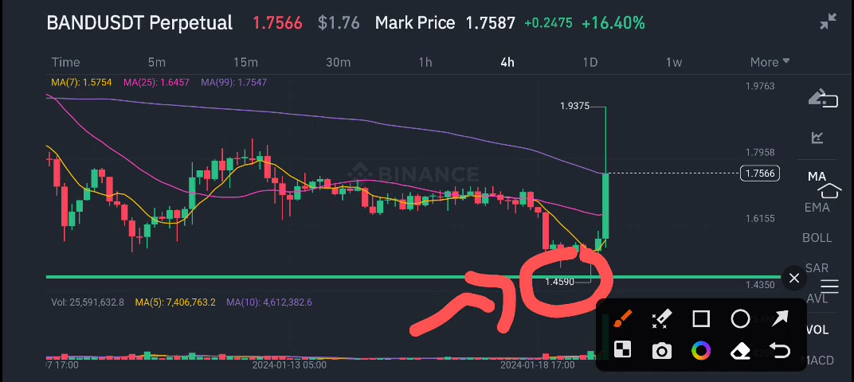 BANDUSDT Perpetual 1.7566 $1.76 Mark Price 1.7587 +0.2475 +16.40%
Time 5m 15m 30m 1h 4h 1D 1w More
MA(7): 1.5754 MA(25): 1.6457 MA(99): 1.7547
1.9763
1.9375
1.7958
BINANCE
1.7566
MA
EMA
1.6155
BOLL
SAR
1.4590
1.4350
AVL
Vol: 25,591,632.8 MA(5): 7,406,763.2 MA(10): 4,612,382.6
VOL
MACD
17:00
2024-01-13 05:00
2024-01-18 17:00